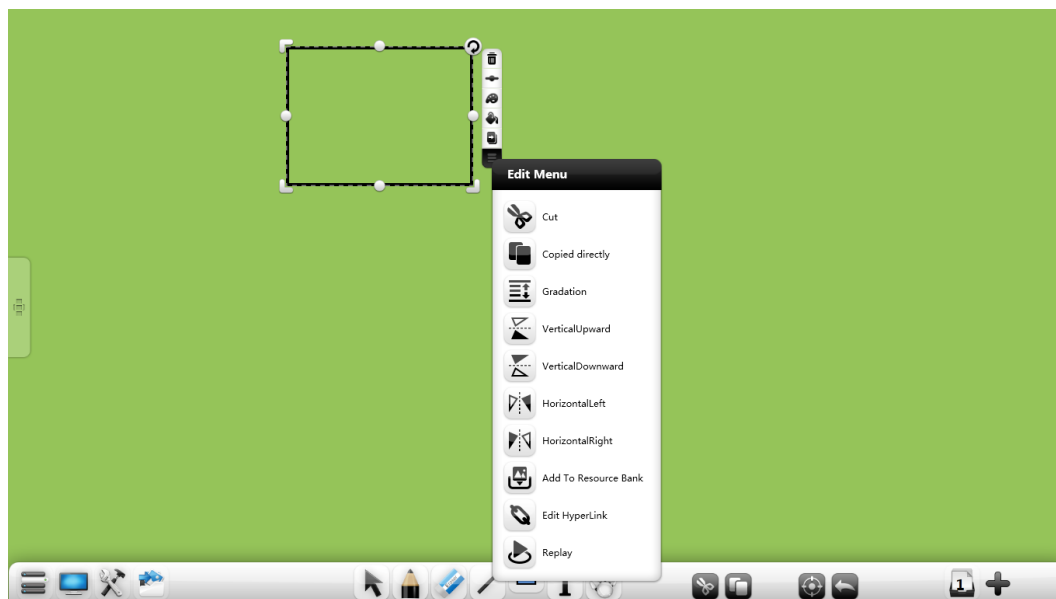 Edit Menu
Cut
Copied directly
Gradation
VerticalUpward
VerticalDownward
HorizontalLeft
HorizontalRight
Add To Resource Bank
Edit HyperLink
Replay
1